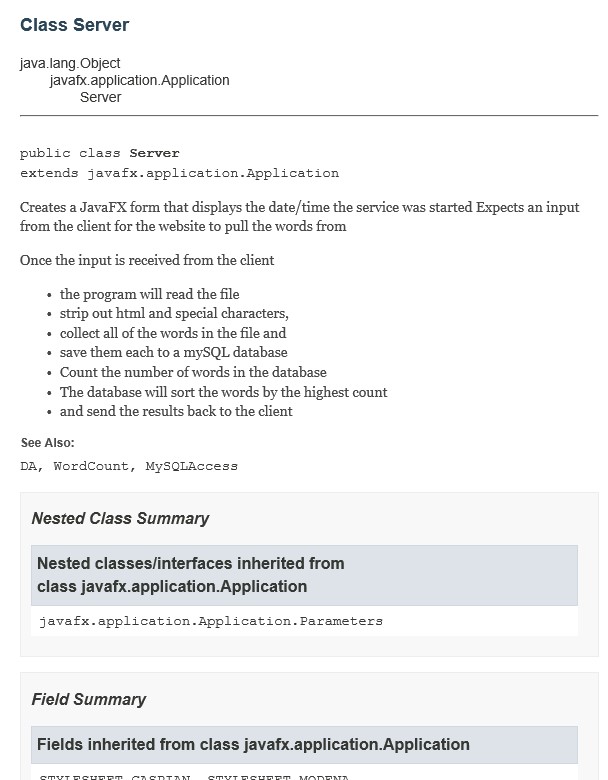 Class Server
java.lang.Object
javafx.application.Application
Server
public class Server
extends javafx.application.Application
Creates a JavaFX form that displays the date/time the service was started Expects an input
from the client for the website to pull the words from
Once the input is received from the client
• the program will read the file
• strip out html and special characters,
• collect all of the words in the file and
• save them each to a mySQL database
• Count the number of words in the database
• The database will sort the words by the highest count
• and send the results back to the client
See Also:
DA, WordCount, MySQLAccess
Nested Class Summary
Nested classes/interfaces inherited from
class javafx.application.Application
javafx.application.Application.Parameters
Field Summary
Fields inherited from class javafx.application.Application
STYLESHEET_CASPIAN, STYLESHEET_MODENA